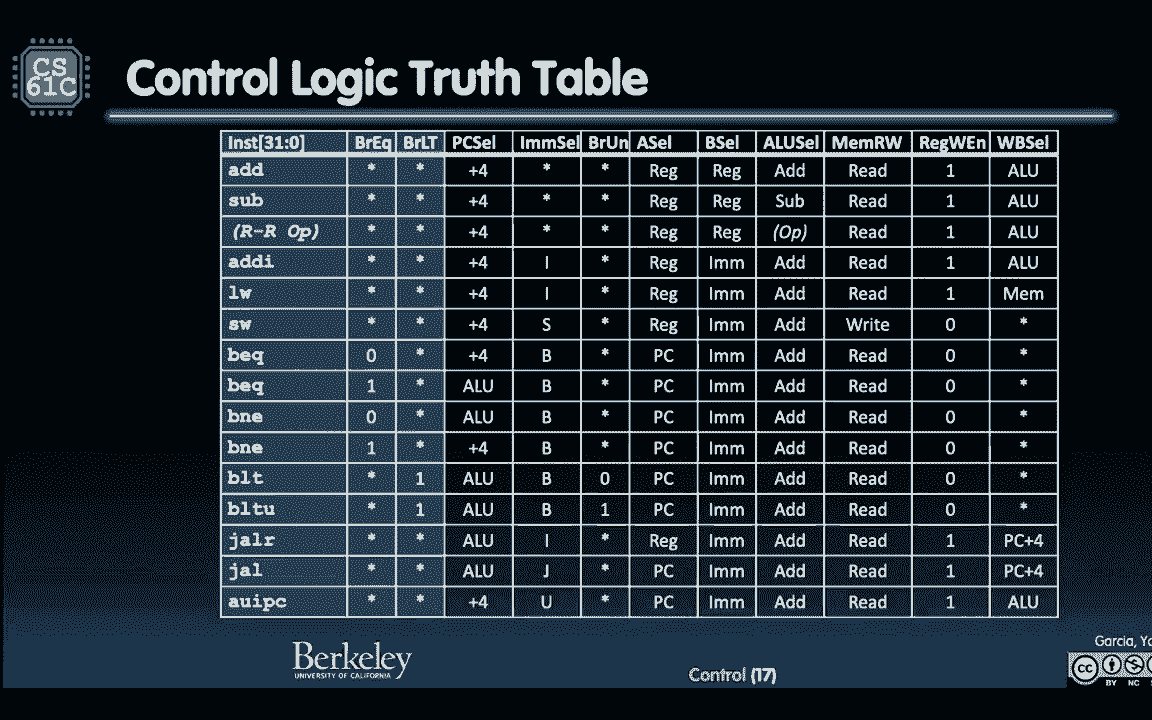 CS
61C
Control Logic Truth Table
Inst[31:0] BrEq BrLT PCSel ImmSel BrUn ASel BSel ALUSel MemRW RegWEn WBSel
add * * +4 * * Reg Reg Add Read 1 ALU
sub * * +4 * * Reg Reg Sub Read 1 ALU
(R-R Op) * * +4 * * Reg Reg (Op) Read 1 ALU
addi * * +4 I * Reg Imm Add Read 1 ALU
lw * * +4 I * Reg Imm Add Read 1 Mem
sw * * +4 S * Reg Imm Add Write 0 *
beq 0 * +4 B * PC Imm Add Read 0 *
beq 1 * ALU B * PC Imm Add Read 0 *
bne 0 * ALU B * PC Imm Add Read 0 *
bne 1 * +4 B * PC Imm Add Read 0 *
blt * 1 ALU B 0 PC Imm Add Read 0 *
bltu * 1 ALU B 1 PC Imm Add Read 0 *
jalr * * ALU I * Reg Imm Add Read 1 PC+4
jal * * ALU J * PC Imm Add Read 1 PC+4
auipc * * +4 U * PC Imm Add Read 1 ALU
Berkeley
UNIVERSITY OF CALIFORNIA
Control (17)
Garcia,
cc
BY NC